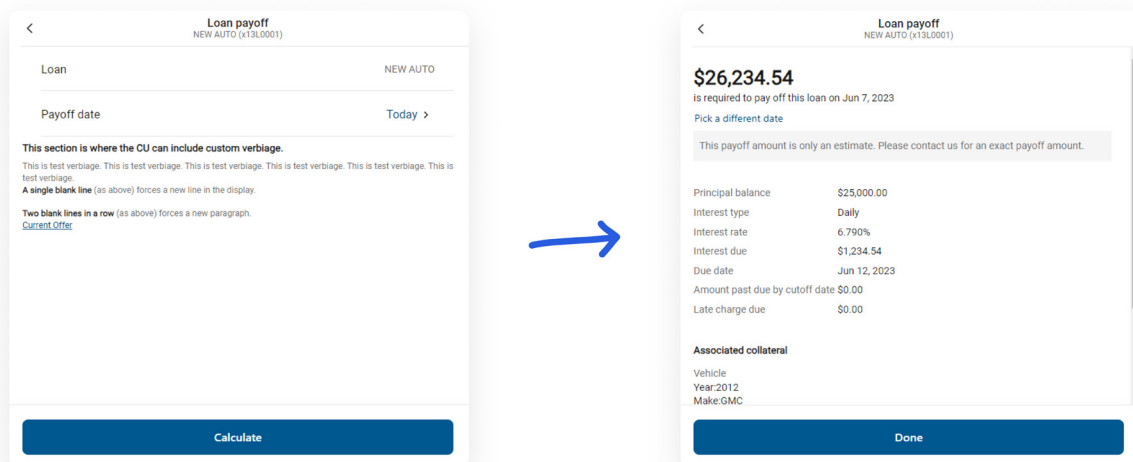 Loan payoff
NEW AUTO (x13L0001)
Loan NEW AUTO
Payoff date Today
This section is where the CU can include custom verbiage.
This is test verbiage. This is test verbiage. This is test verbiage. This is test verbiage. This is test verbiage. This is
test verbiage.
A single blank line (as above) forces a new line in the display.
Two blank lines in a row (as above) forces a new paragraph.
Current Offer
Calculate
Loan payoff
NEW AUTO (x13L0001)
$26,234.54
is required to pay off this loan on Jun 7, 2023
Pick a different date
This payoff amount is only an estimate. Please contact us for an exact payoff amount.
Principal balance $25,000.00
Interest type Daily
Interest rate 6.790%
Interest due $1,234.54
Due date Jun 12, 2023
Amount past due by cutoff date $0.00
Late charge due $0.00
Associated collateral
Vehicle
Year:2012
Make:GMC
Done